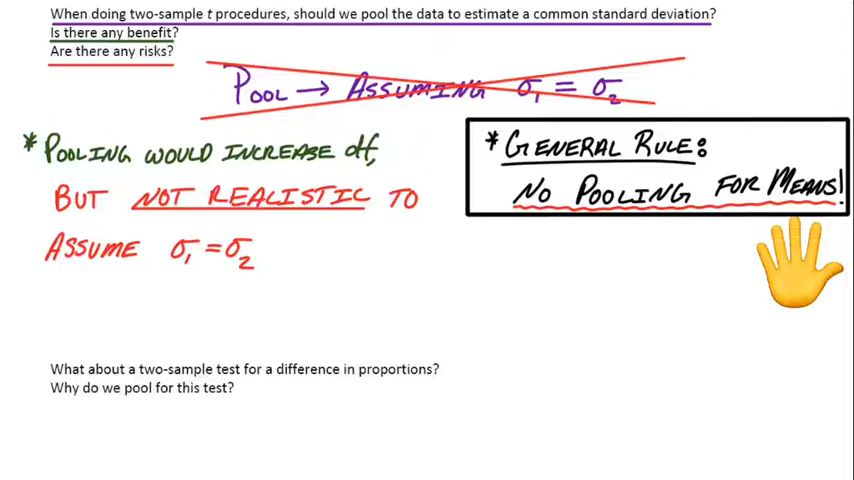 When doing two-sample t procedures, should we pool the data to estimate a common standard deviation?
Is there any benefit?
Are there any risks?
POOL → ASSUMING σ₁ = σ₂
* POOLING WOULD INCREASE df,
BUT NOT REALISTIC TO
ASSUME σ₁ = σ₂
* GENERAL RULE:
NO POOLING FOR MEANS!
What about a two-sample test for a difference in proportions?
Why do we pool for this test?